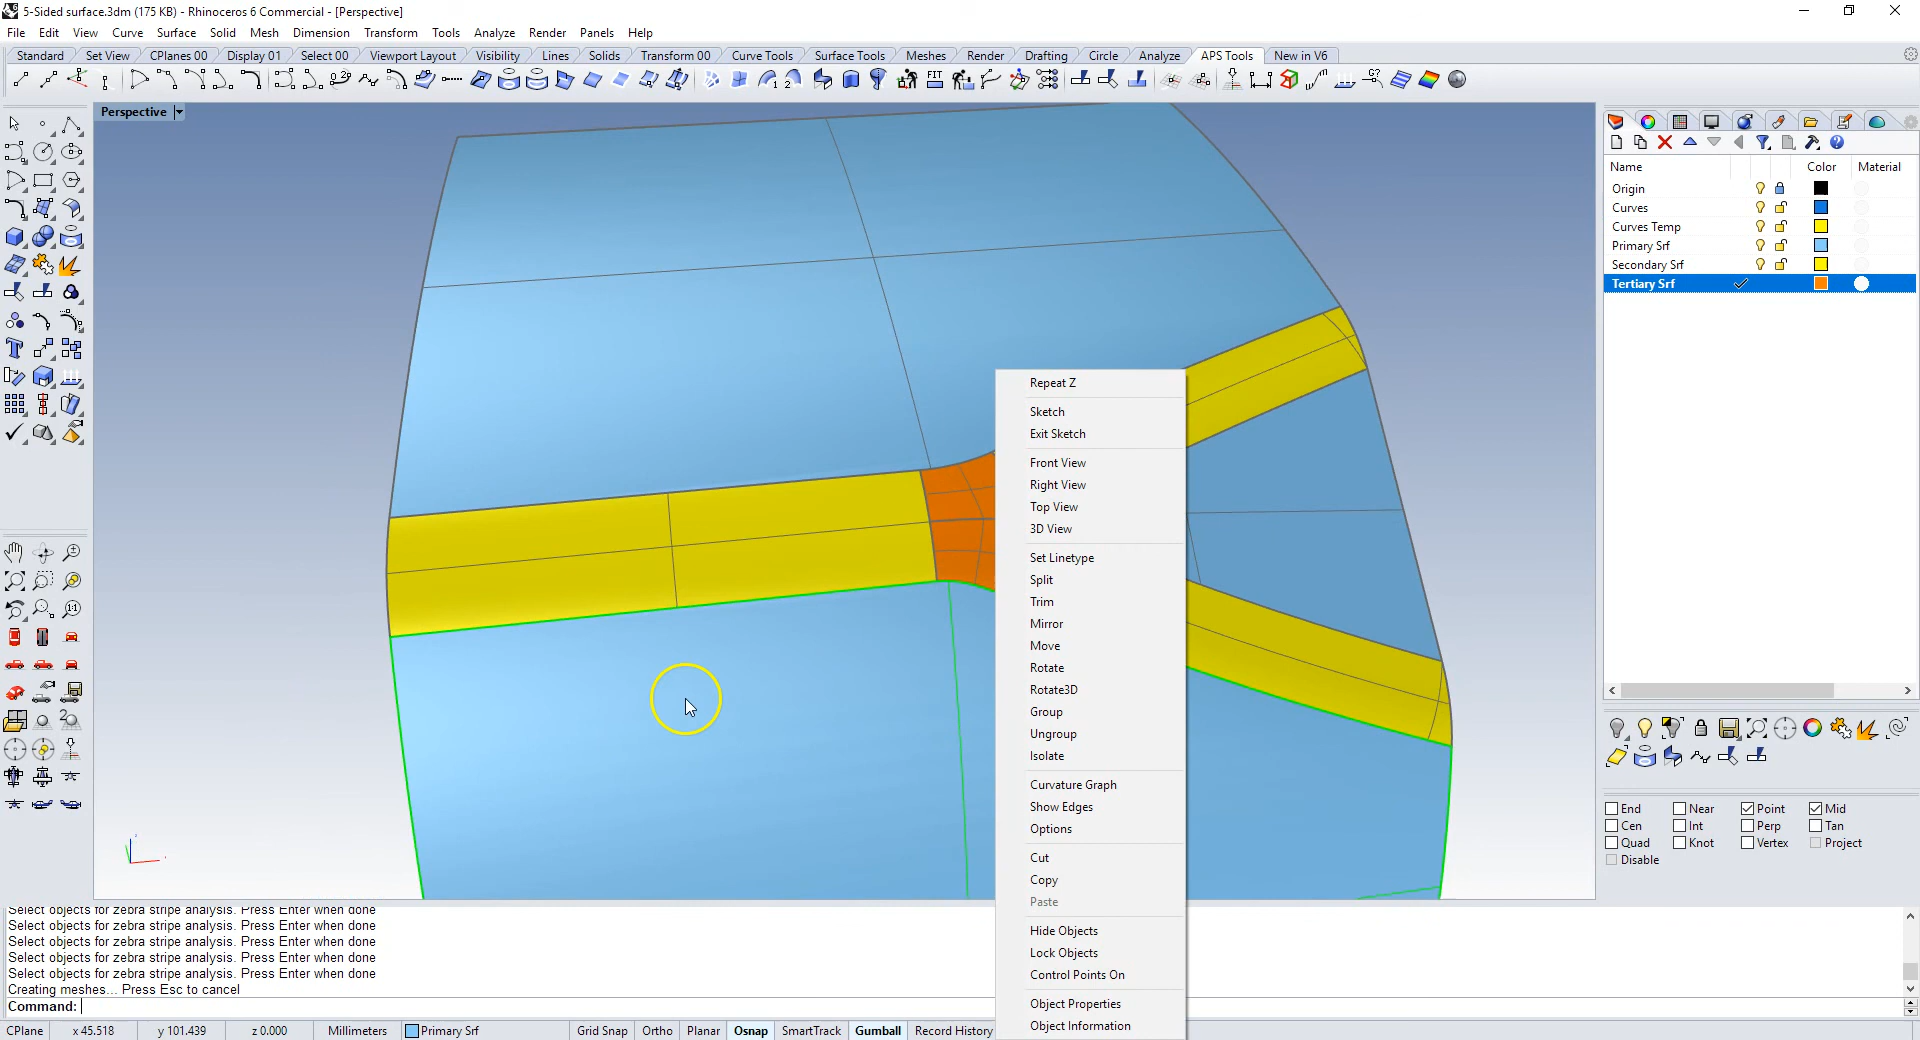 5-Sided surface.3dm (175 KB) - Rhinoceros 6 Commercial - [Perspective]
File Edit View Curve Surface Solid Mesh Dimension Transform Tools Analyze Render Panels Help
Standard Set View CPlanes 00 Display 01 Select 00 Viewport Layout Visibility Lines Solids Transform 00 Curve Tools Surface Tools Meshes Render Drafting Circle Analyze APS Tools New in V6
FIT
Perspective
Name Color Material
Origin
Curves
Curves Temp
Primary Srf
Secondary Srf
Tertiary Srf
Repeat Z
Sketch
Exit Sketch
Front View
Right View
Top View
3D View
Set Linetype
Split
Trim
Mirror
Move
Rotate
Rotate3D
Group
Ungroup
Isolate
Curvature Graph
Show Edges
Options
Cut
Copy
Paste
Hide Objects
Lock Objects
Control Points On
Object Properties
Object Information
End Near Point Mid
Cen Int Perp Tan
Quad Knot Vertex Project
Disable
Select objects for zebra stripe analysis. Press Enter when done
Select objects for zebra stripe analysis. Press Enter when done
Select objects for zebra stripe analysis. Press Enter when done
Select objects for zebra stripe analysis. Press Enter when done
Select objects for zebra stripe analysis. Press Enter when done
Creating meshes... Press Esc to cancel
Command:
CPlane x 45.518 y 101.439 z 0.000 Millimeters Primary Srf Grid Snap Ortho Planar Osnap SmartTrack Gumball Record History